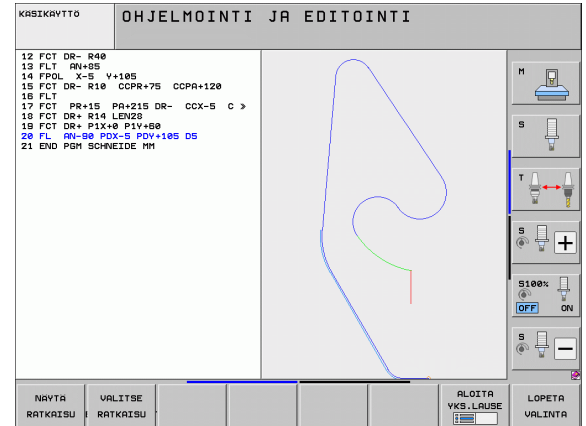 KÄSIKÄYTTÖ
OHJELMOINTI JA EDITOINTI
12 FCT DR- R40
13 FLT AN+85
14 FPOL X-5 Y+105
15 FCT DR- R10 CCPR+75 CCPA+120
16 FLT
17 FCT PR+15 PA+215 DR- CCX-5 C »
18 FCT DR+ R14 LEN28
19 FCT DR+ P1X+0 P1Y+60
20 FL AN-90 PDX-5 PDY+105 D5
21 END PGM SCHNEIDE MM
M
S
T
S
S100%
OFF ON
S
NÄYTÄ RATKAISU
VALITSE RATKAISU
ALOITA YKS.LAUSE
LOPETA VALINTA